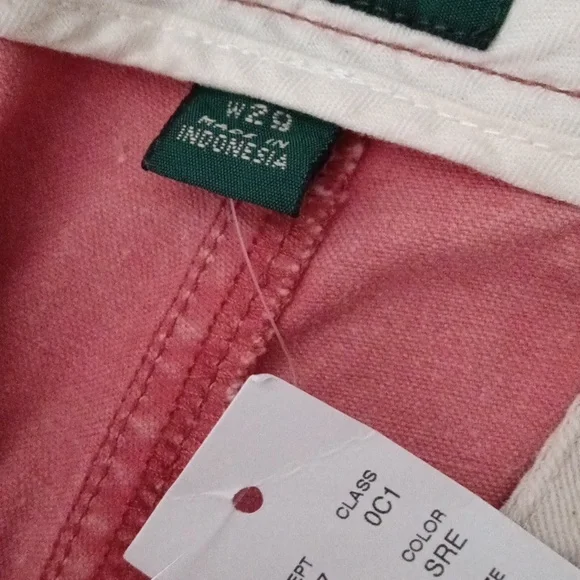 W29
MADE IN
INDONESIA
CLASS
0C1
COLOR
SRE